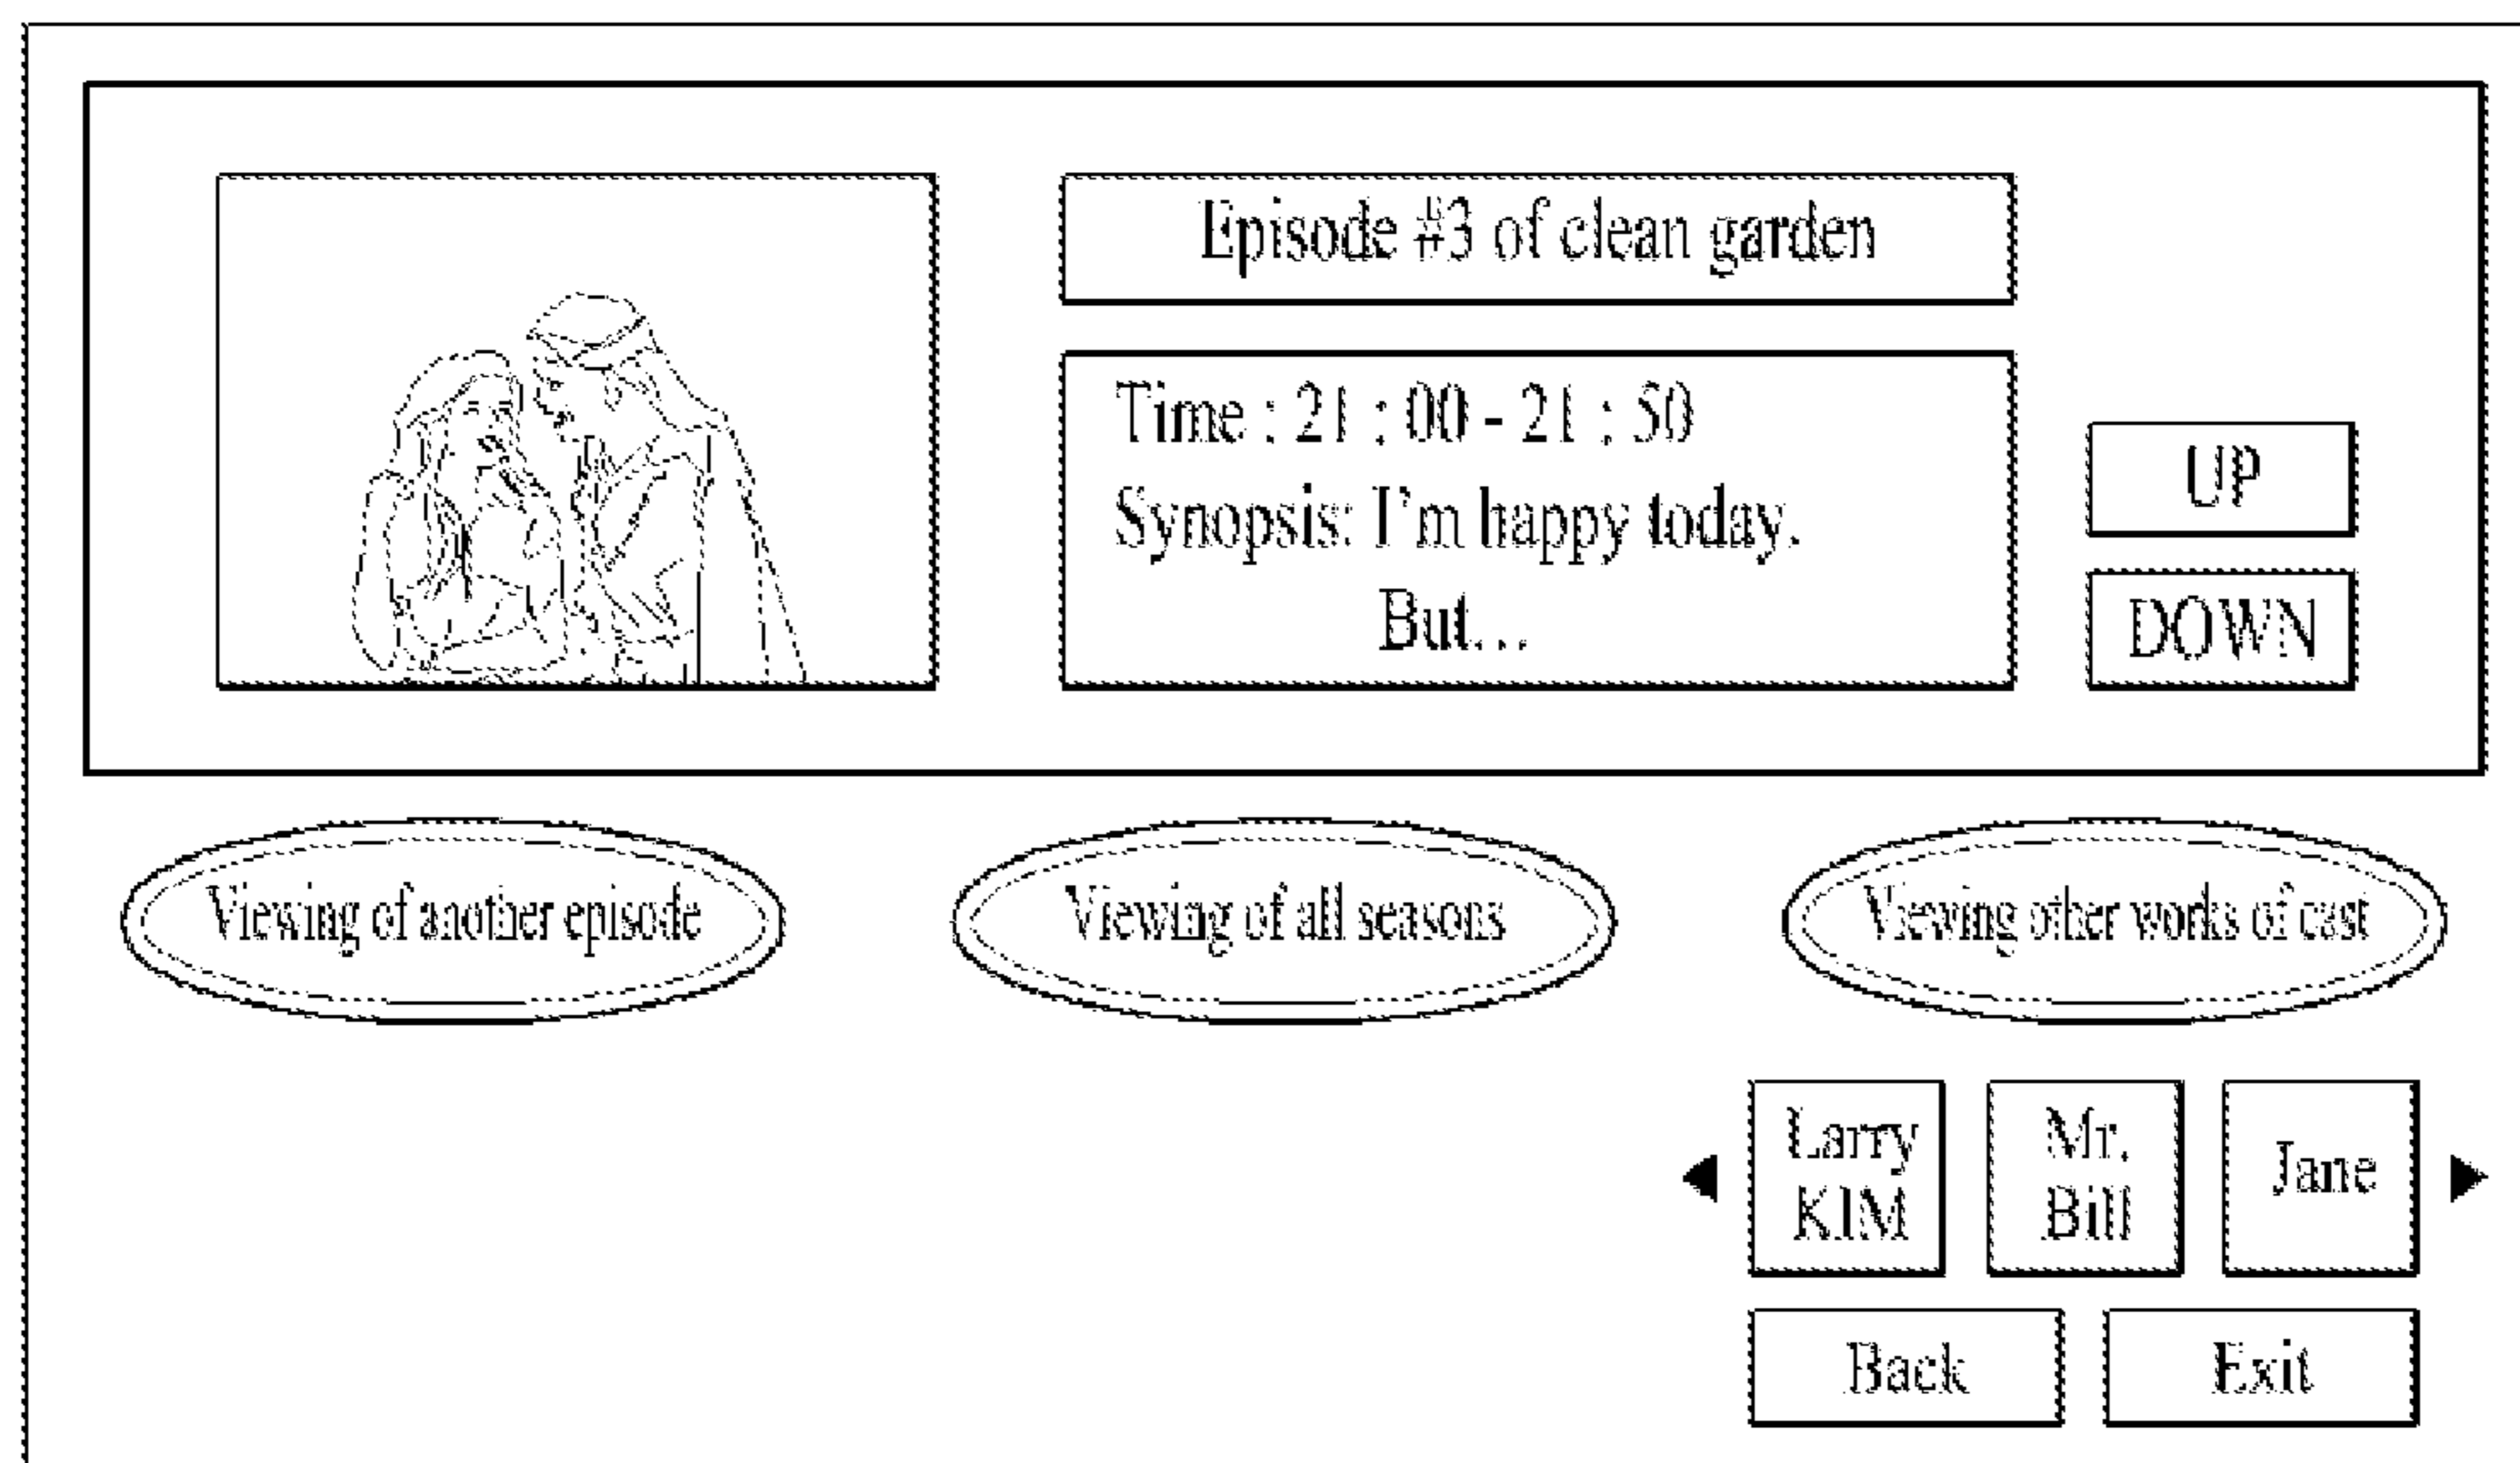 Episode #3 of clean garden
Time : 21 : 00 - 21 : 50
Synopsis: I'm happy today.
But...
UP
DOWN
Viewing of another episode
Viewing of all seasons
Viewing other works of cast
Larry
KIM
Mr.
Bill
Jane
Back
Exit